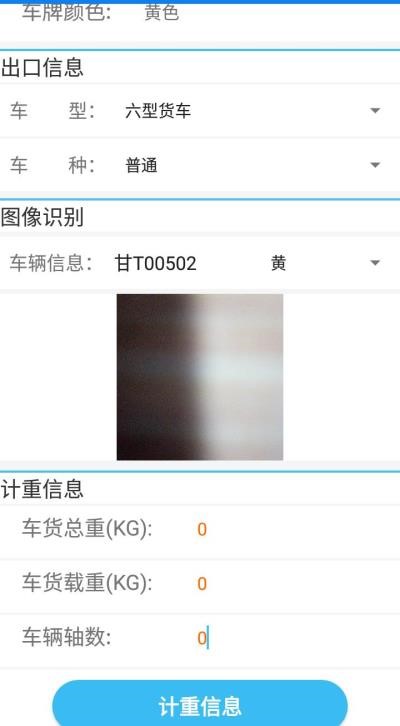 车牌颜色: 黄色
出口信息
车 型: 六型货车
车 种: 普通
图像识别
车辆信息: 甘T00502 黄
计重信息
车货总重(KG): 0
车货载重(KG): 0
车辆轴数: 0
计重信息